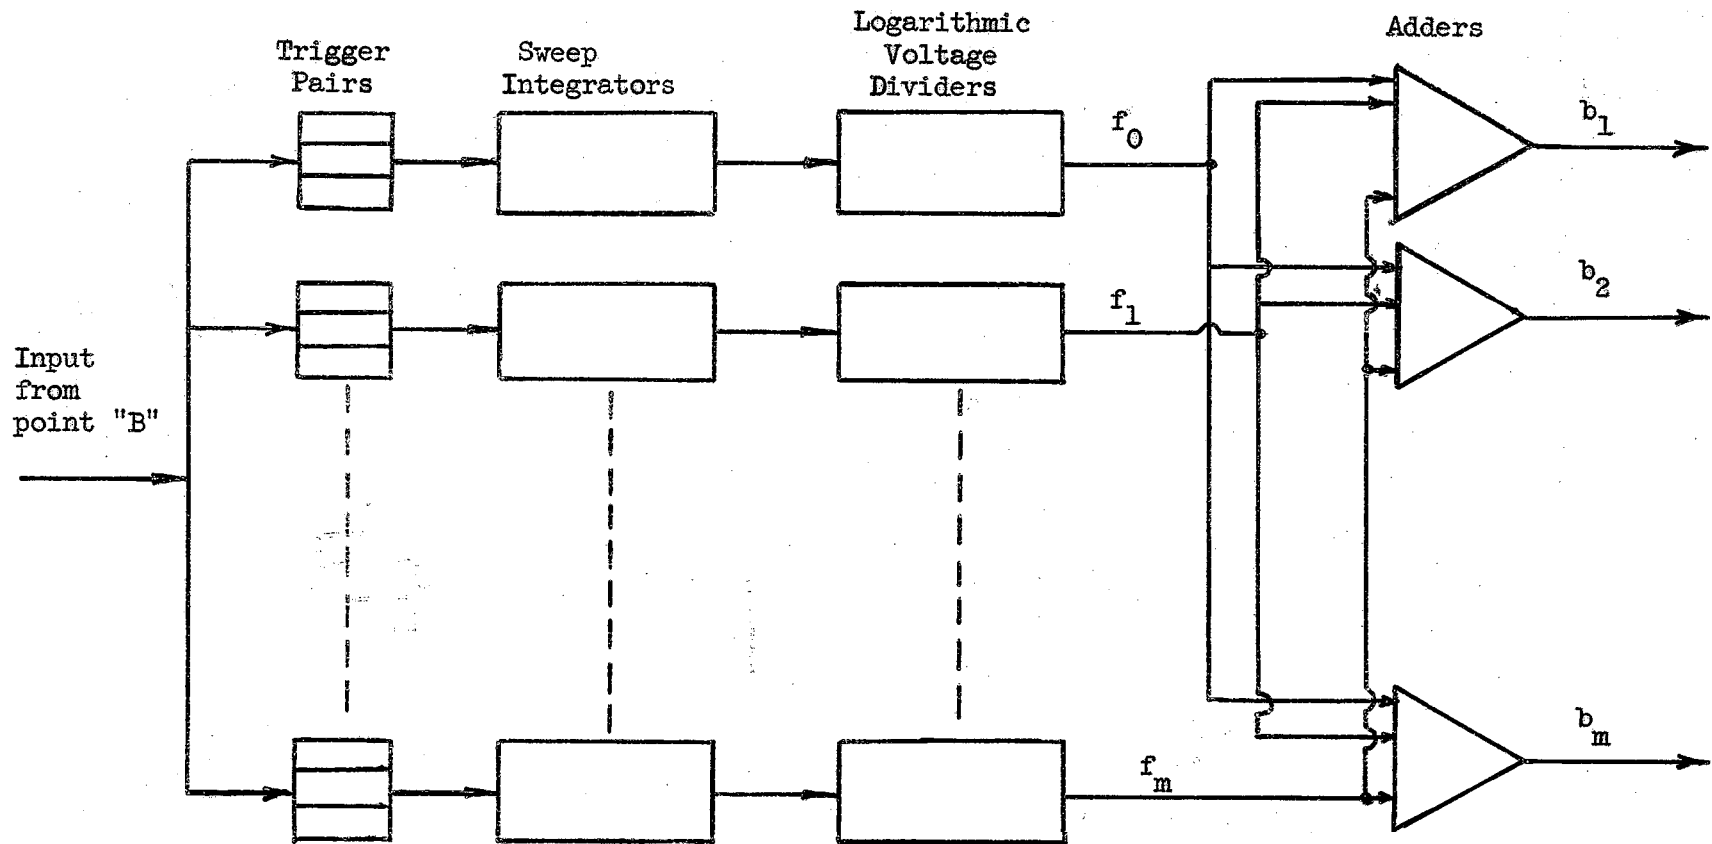 Trigger
Pairs
Sweep
Integrators
Logarithmic
Voltage
Dividers
Adders
f0
b1
f1
b2
Input
from
point "B"
fm
bm